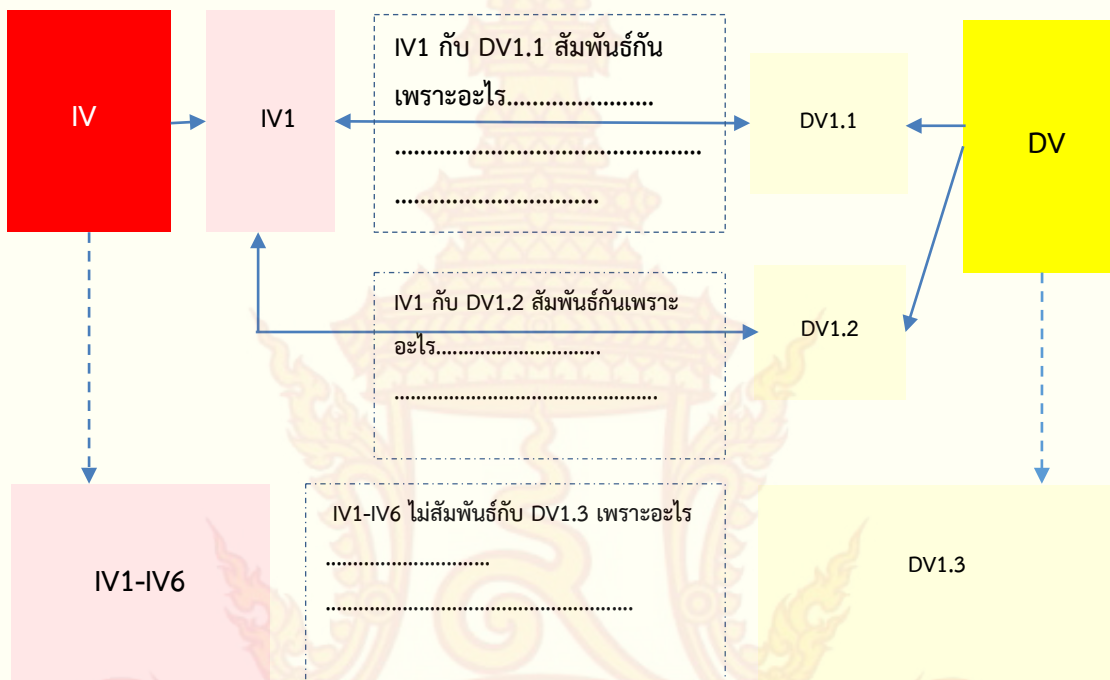 IV
IV1
IV1 กับ DV1.1 สัมพันธ์กัน
เพราะอะไร.......................
................................................
................................
DV1.1
DV
IV1 กับ DV1.2 สัมพันธ์กันเพราะ
อะไร..............................
................................................
DV1.2
IV1-IV6
IV1-IV6 ไม่สัมพันธ์กับ DV1.3 เพราะอะไร
..............................
........................................................
DV1.3